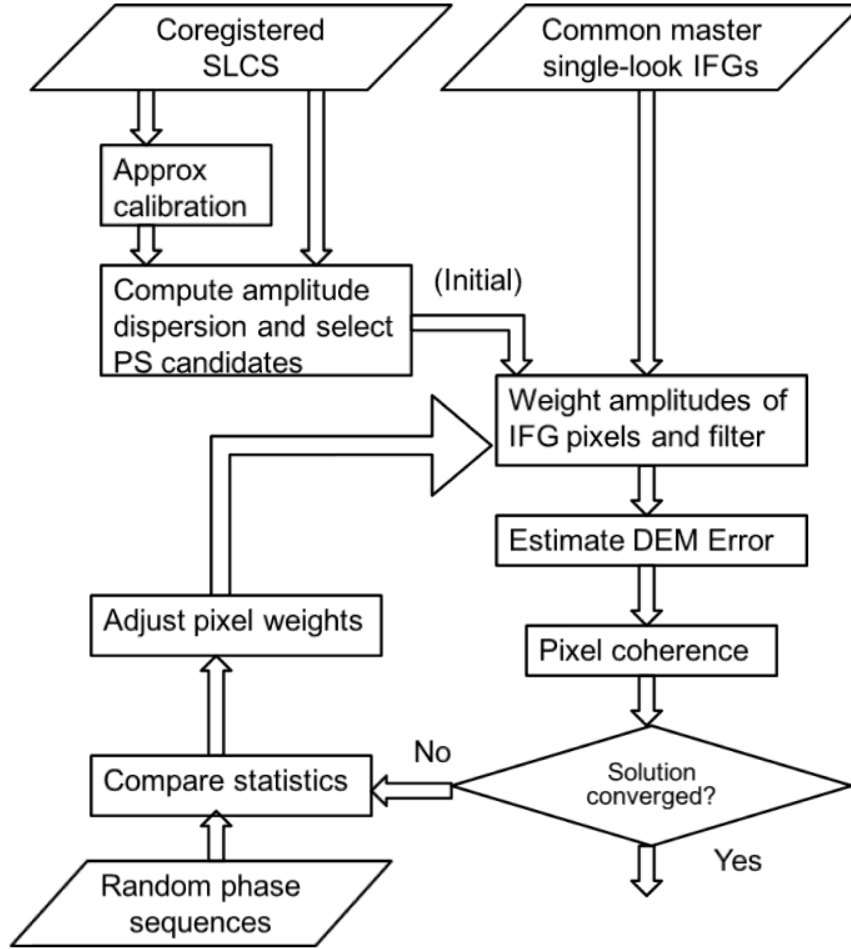 Coregistered
SLCS
Common master
single-look IFGs
Approx
calibration
Compute amplitude
dispersion and select
PS candidates
(Initial)
Weight amplitudes of
IFG pixels and filter
Estimate DEM Error
Adjust pixel weights
Pixel coherence
No
Compare statistics
Solution
converged?
Yes
Random phase
sequences